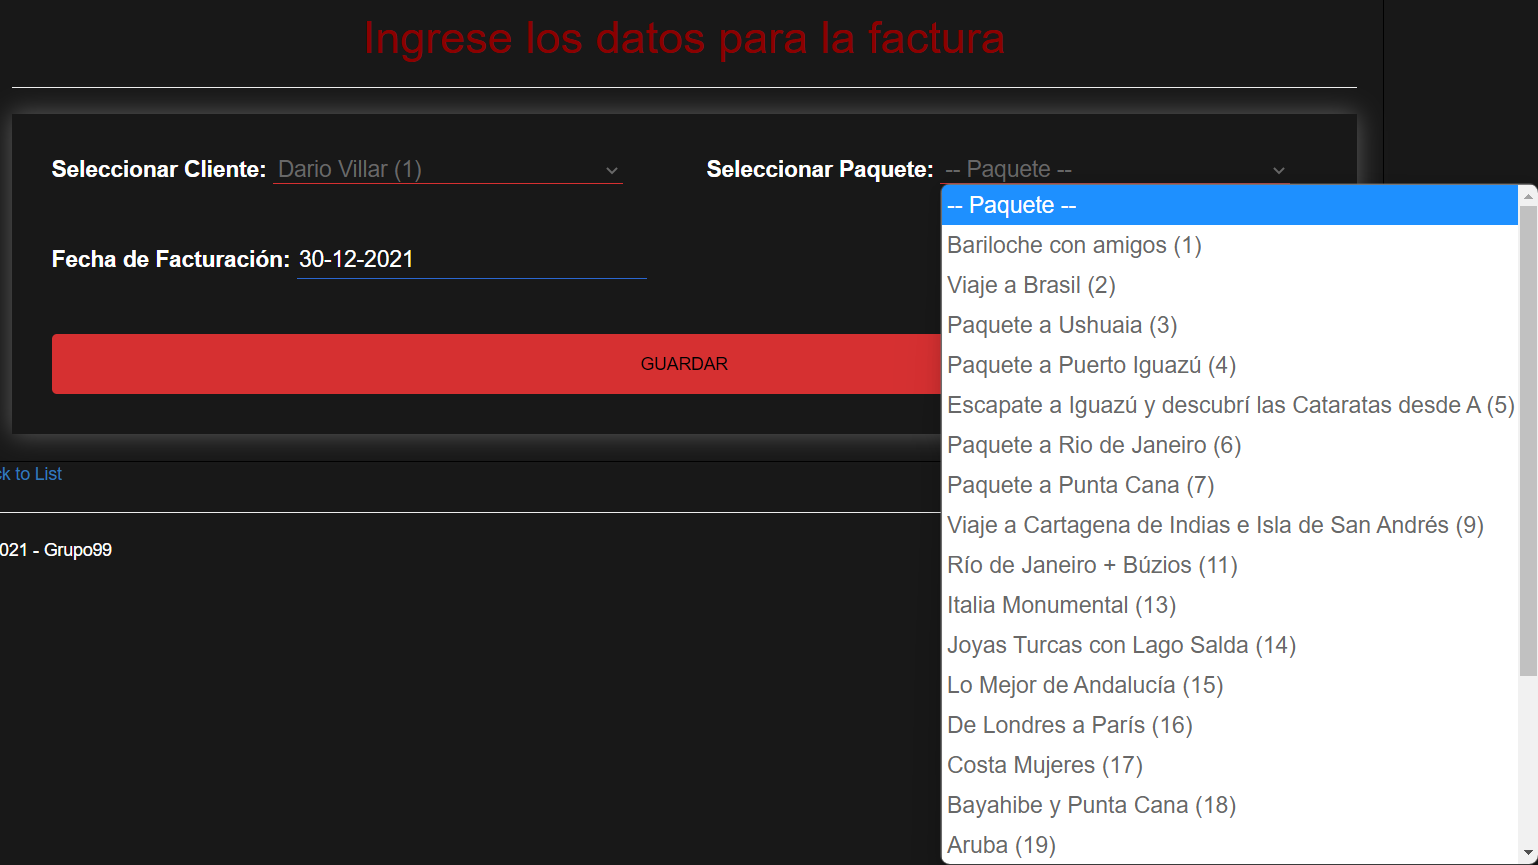 Ingrese los datos para la factura
Seleccionar Cliente: Dario Villar (1)
Seleccionar Paquete: -- Paquete --
-- Paquete --
Bariloche con amigos (1)
Viaje a Brasil (2)
Paquete a Ushuaia (3)
Paquete a Puerto Iguazú (4)
Escapate a Iguazú y descubrí las Cataratas desde A (5)
Paquete a Rio de Janeiro (6)
Paquete a Punta Cana (7)
Viaje a Cartagena de Indias e Isla de San Andrés (9)
Río de Janeiro + Búzios (11)
Italia Monumental (13)
Joyas Turcas con Lago Salda (14)
Lo Mejor de Andalucía (15)
De Londres a París (16)
Costa Mujeres (17)
Bayahibe y Punta Cana (18)
Aruba (19)
Fecha de Facturación: 30-12-2021
GUARDAR
ck to List
021 - Grupo99